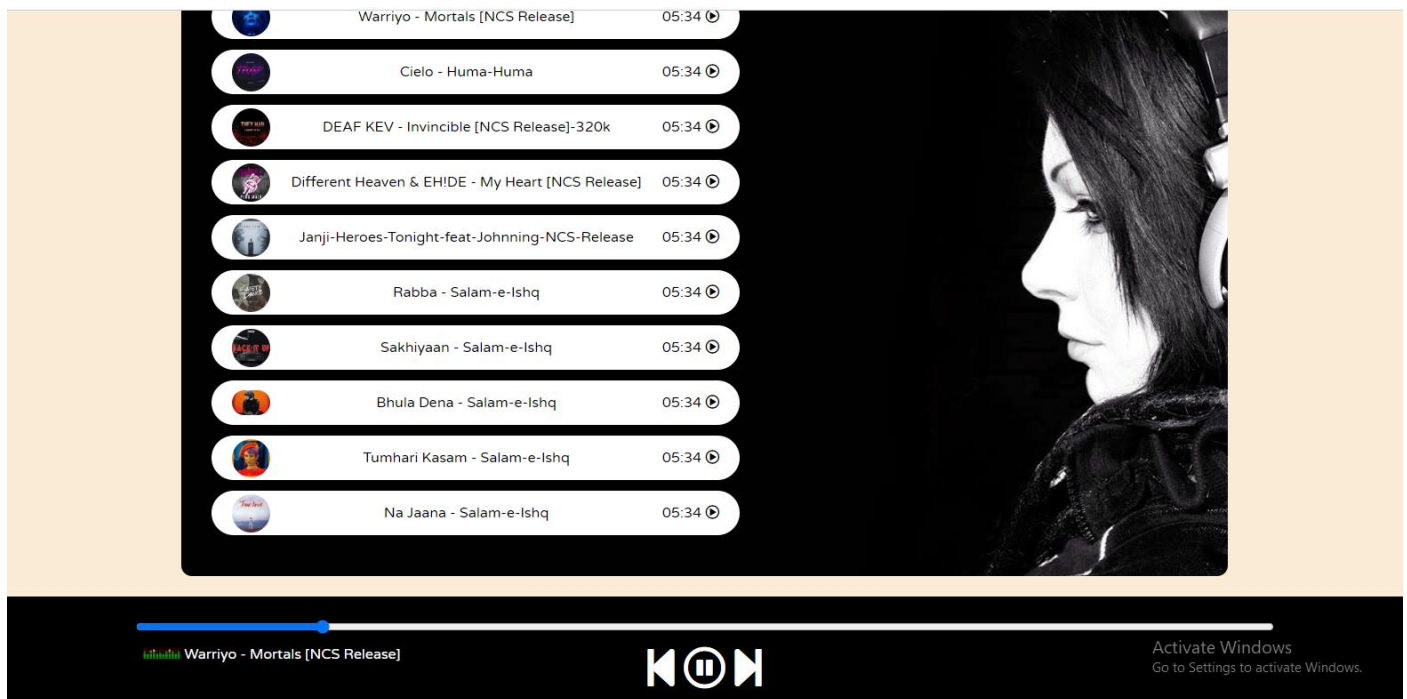 Warriyo - Mortals [NCS Release] 05:34
Cielo - Huma-Huma 05:34
DEAF KEV - Invincible [NCS Release]-320k 05:34
Different Heaven & EH!DE - My Heart [NCS Release] 05:34
Janji-Heroes-Tonight-feat-Johnning-NCS-Release 05:34
Rabba - Salam-e-Ishq 05:34
Sakhiyaan - Salam-e-Ishq 05:34
Bhula Dena - Salam-e-Ishq 05:34
Tumhari Kasam - Salam-e-Ishq 05:34
Na Jaana - Salam-e-Ishq 05:34
Warriyo - Mortals [NCS Release]
Activate Windows
Go to Settings to activate Windows.